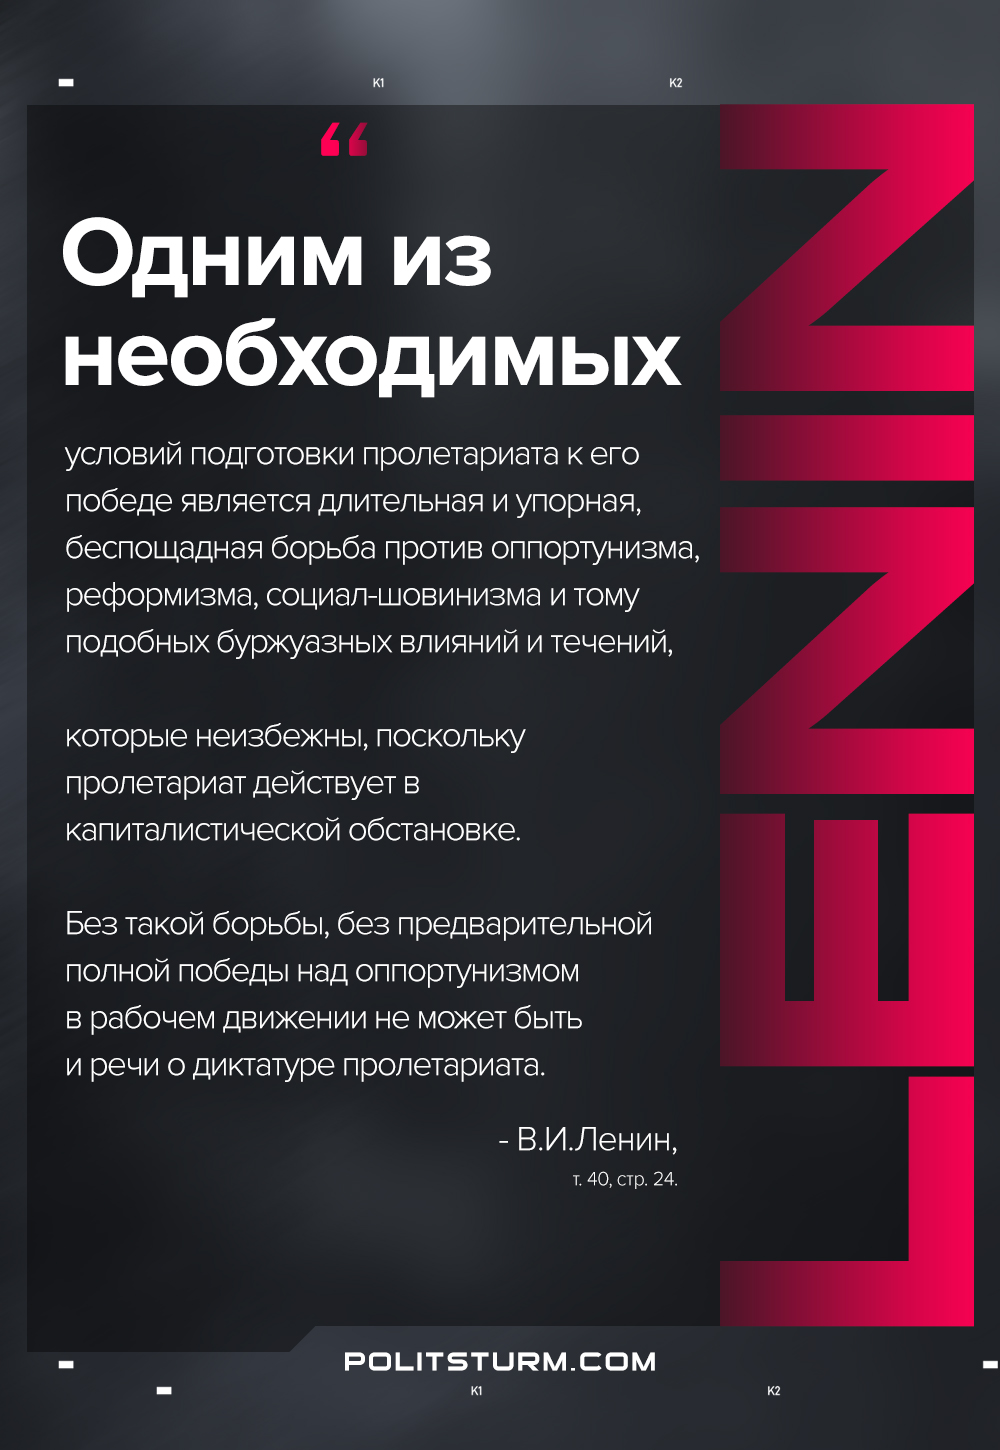 K1 K2
“
Одним из
необходимых
условий подготовки пролетариата к его
победе является длительная и упорная,
беспощадная борьба против оппортунизма,
реформизма, социал-шовинизма и тому
подобных буржуазных влияний и течений,
которые неизбежны, поскольку
пролетариат действует в
капиталистической обстановке.
Без такой борьбы, без предварительной
полной победы над оппортунизмом
в рабочем движении не может быть
и речи о диктатуре пролетариата.
- В.И.Ленин,
т. 40, стр. 24.
LENIN
POLITSTURM.COM
K1 K2